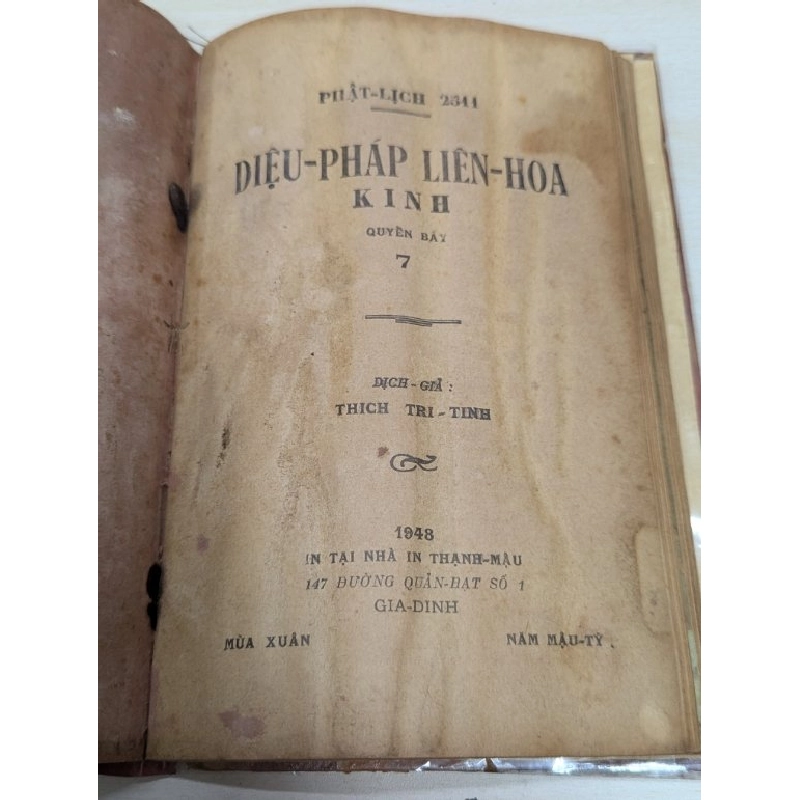 PHẬT-LỊCH 2511
DIỆU-PHÁP LIÊN-HOA
KINH
QUYỂN BẢY
7
DỊCH-GIẢ :
THICH TRI-TINH
1948
IN TẠI NHÀ IN THẠNH-MẬU
147 ĐƯỜNG QUẢN-HẠT SỐ 1
GIA-DINH
MÙA XUÂN
NĂM MẬU-TÝ